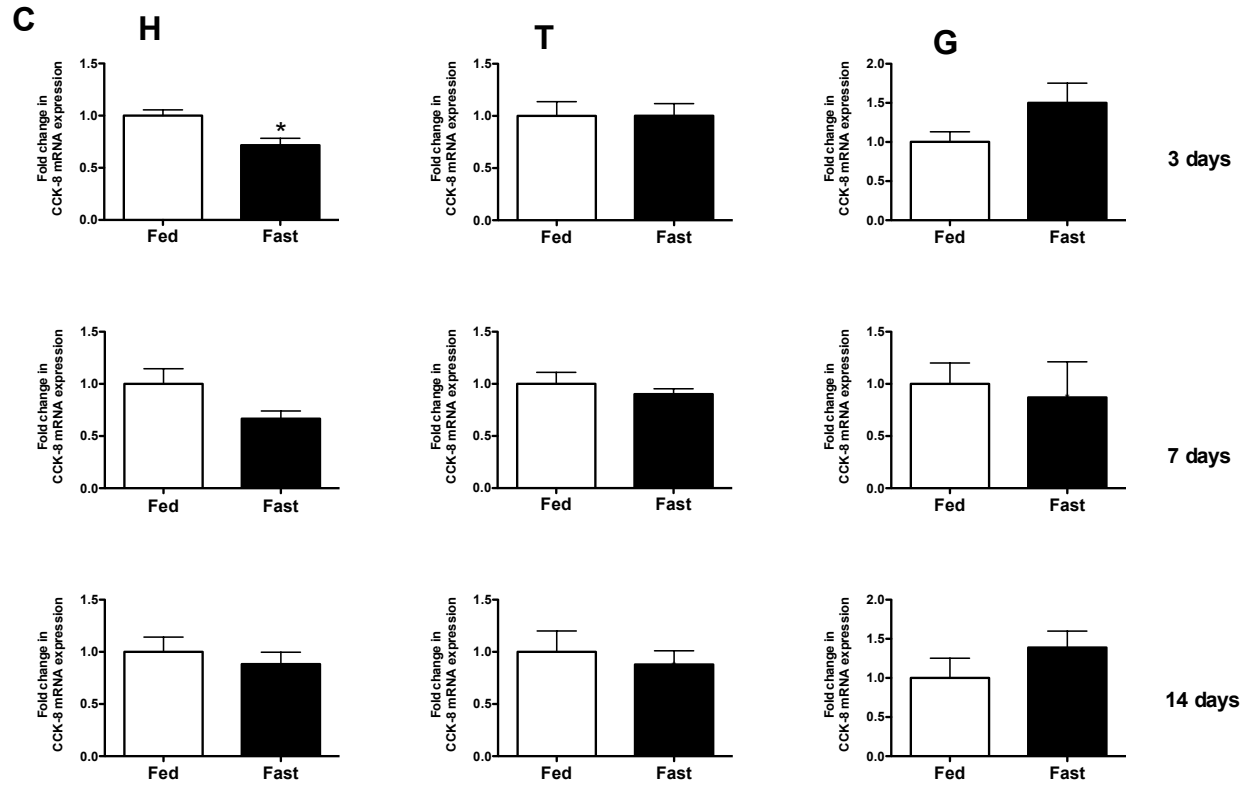 C
H
T
G
Fold change in
CCK-8 mRNA expression
1.5
1.0
0.5
0.0
*
Fed Fast
Fold change in
CCK-8 mRNA expression
1.5
1.0
0.5
0.0
Fed Fast
Fold change in
CCK-8 mRNA expression
2.0
1.5
1.0
0.5
0.0
Fed Fast
3 days
Fold change in
CCK-8 mRNA expression
1.5
1.0
0.5
0.0
Fed Fast
Fold change in
CCK-8 mRNA expression
1.5
1.0
0.5
0.0
Fed Fast
Fold change in
CCK-8 mRNA expression
1.5
1.0
0.5
0.0
Fed Fast
7 days
Fold change in
CCK-8 mRNA expression
1.5
1.0
0.5
0.0
Fed Fast
Fold change in
CCK-8 mRNA expression
1.5
1.0
0.5
0.0
Fed Fast
Fold change in
CCK-8 mRNA expression
2.0
1.5
1.0
0.5
0.0
Fed Fast
14 days